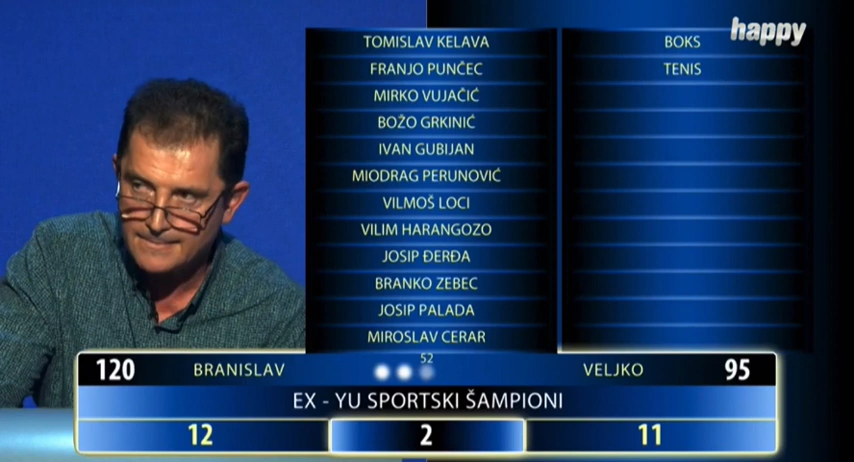 happy
TOMISLAV KELAVA BOKS
FRANJO PUNČEC TENIS
MIRKO VUJAČIĆ
BOŽO GRKINIĆ
IVAN GUBIJAN
MIODRAG PERUNOVIĆ
VILMOŠ LOCI
VILIM HARANGOZO
JOSIP ĐERĐA
BRANKO ZEBEC
JOSIP PALADA
MIROSLAV CERAR
52
120 BRANISLAV VELJKO 95
EX - YU SPORTSKI ŠAMPIONI
12 2 11